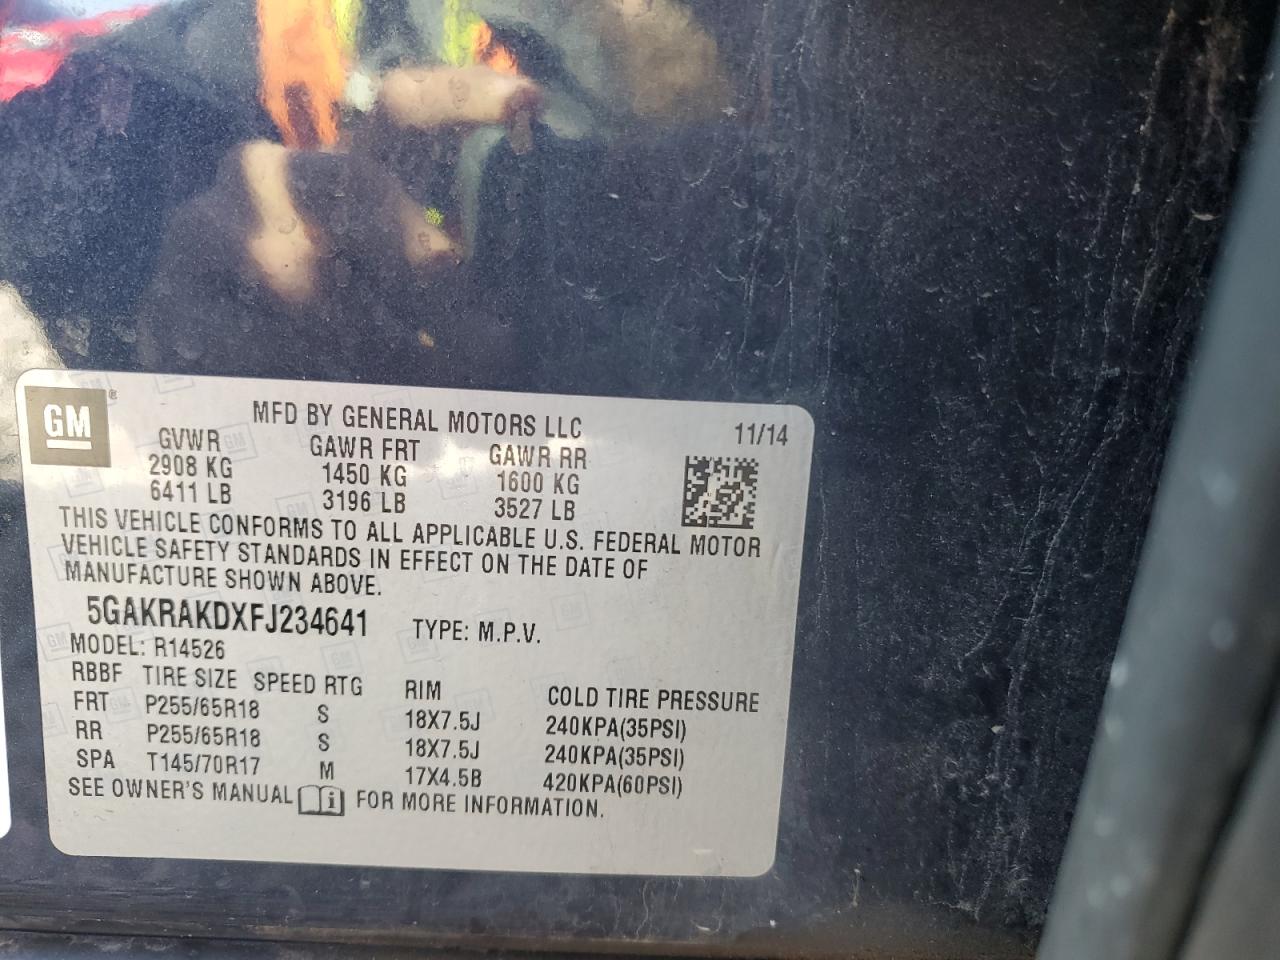 GM ®
MFD BY GENERAL MOTORS LLC 11/14
GVWR GAWR FRT GAWR RR
2908 KG 1450 KG 1600 KG
6411 LB 3196 LB 3527 LB
THIS VEHICLE CONFORMS TO ALL APPLICABLE U.S. FEDERAL MOTOR
VEHICLE SAFETY STANDARDS IN EFFECT ON THE DATE OF
MANUFACTURE SHOWN ABOVE.
5GAKRAKDXFJ234641 TYPE: M.P.V.
MODEL: R14526
RBBF TIRE SIZE SPEED RTG RIM COLD TIRE PRESSURE
FRT P255/65R18 S 18X7.5J 240KPA(35PSI)
RR P255/65R18 S 18X7.5J 240KPA(35PSI)
SPA T145/70R17 M 17X4.5B 420KPA(60PSI)
SEE OWNER'S MANUAL i FOR MORE INFORMATION.